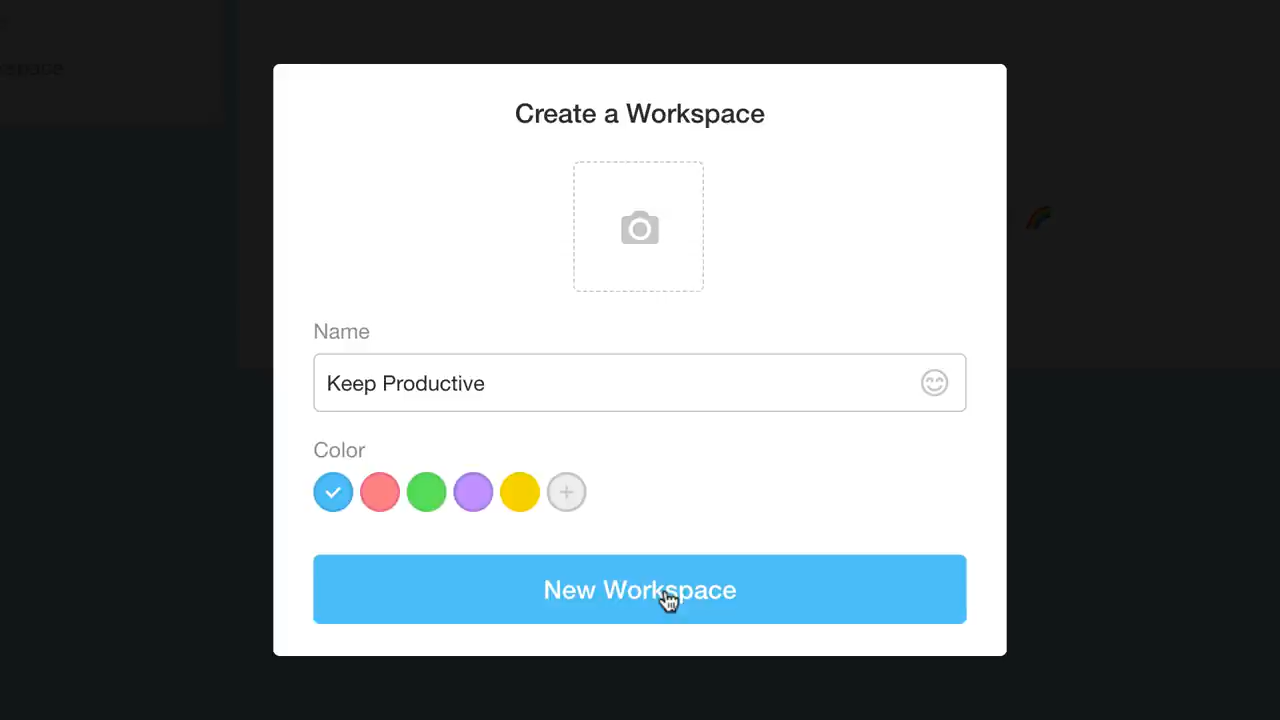 Create a Workspace
Name
Keep Productive
Color
New Workspace